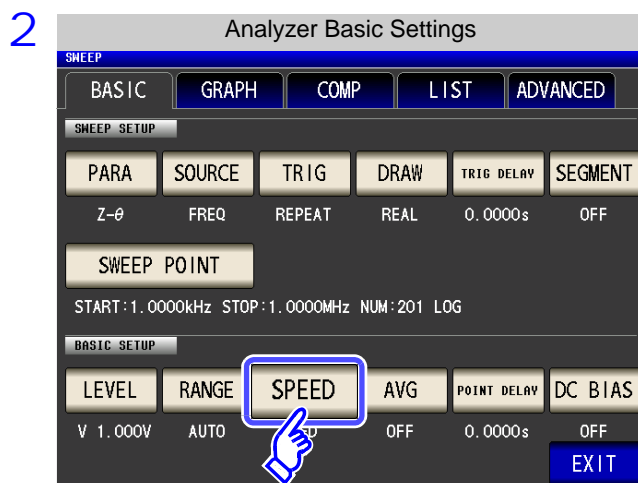 2
Analyzer Basic Settings
SWEEP
BASIC GRAPH COMP LIST ADVANCED
SWEEP SETUP
PARA SOURCE TRIG DRAW TRIG DELAY SEGMENT
Z-θ FREQ REPEAT REAL 0.0000s OFF
SWEEP POINT
START:1.0000kHz STOP:1.0000MHz NUM:201 LOG
BASIC SETUP
LEVEL RANGE SPEED AVG POINT DELAY DC BIAS
V 1.000V AUTO OFF 0.0000s OFF
EXIT